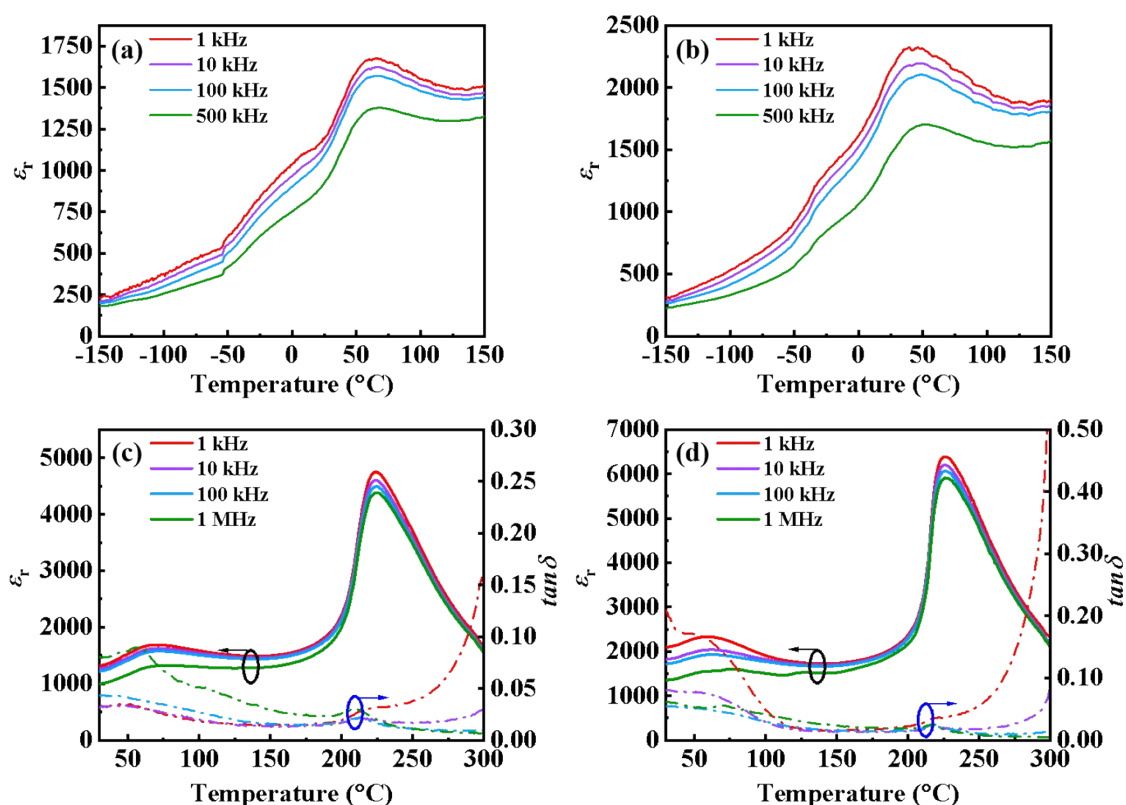 (a)
1 kHz
10 kHz
100 kHz
500 kHz
1750
1500
1250
1000
750
500
250
0
εr
-150 -100 -50 0 50 100 150
Temperature (°C)
(b)
1 kHz
10 kHz
100 kHz
500 kHz
2500
2000
1500
1000
500
0
εr
-150 -100 -50 0 50 100 150
Temperature (°C)
(c)
1 kHz
10 kHz
100 kHz
1 MHz
5000
4000
3000
2000
1000
0
εr
0.30
0.25
0.20
0.15
0.10
0.05
0.00
tanδ
50 100 150 200 250 300
Temperature (°C)
(d)
1 kHz
10 kHz
100 kHz
1 MHz
7000
6000
5000
4000
3000
2000
1000
0
εr
0.50
0.40
0.30
0.20
0.10
0.00
tanδ
50 100 150 200 250 300
Temperature (°C)